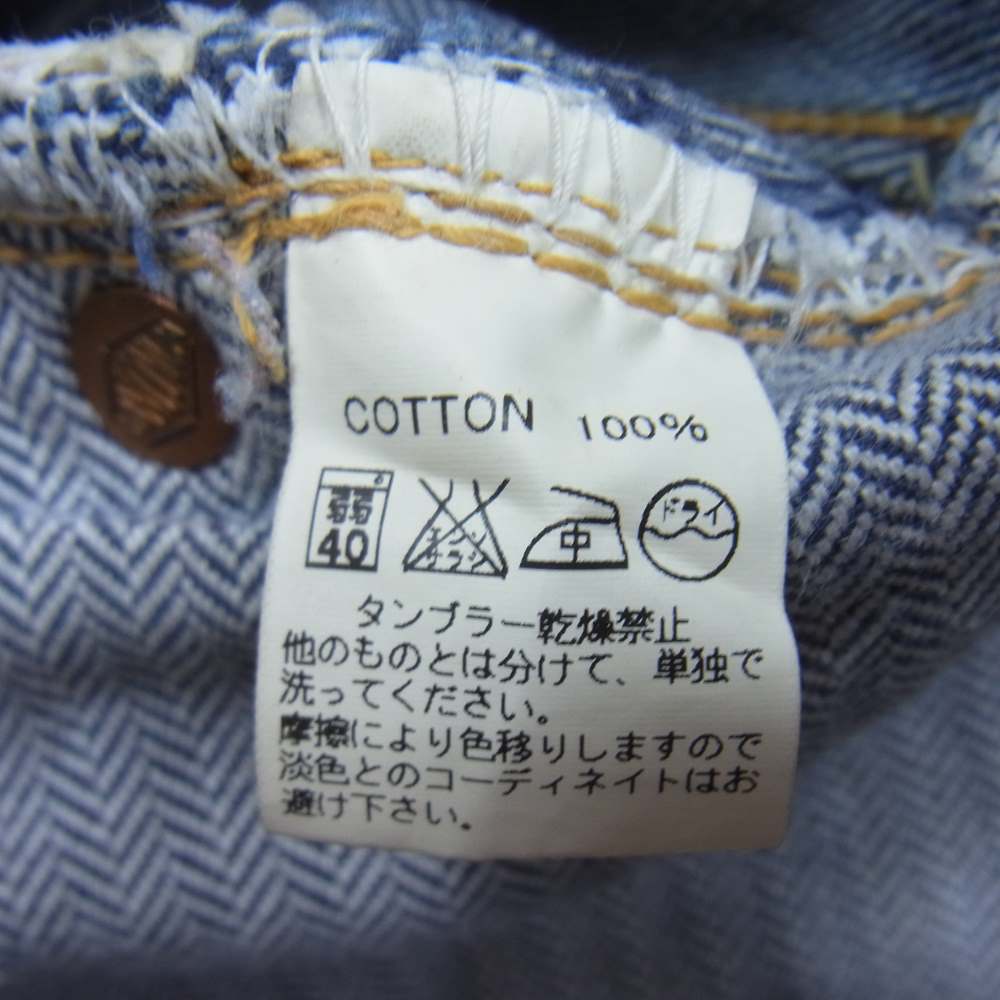 COTTON 100%
弱 40 エンソ サラシ 中 ドライ
タンブラー乾燥禁止
他のものとは分けて、単独で
洗ってください。
摩擦により色移りしますので
淡色とのコーディネイトはお
避け下さい。